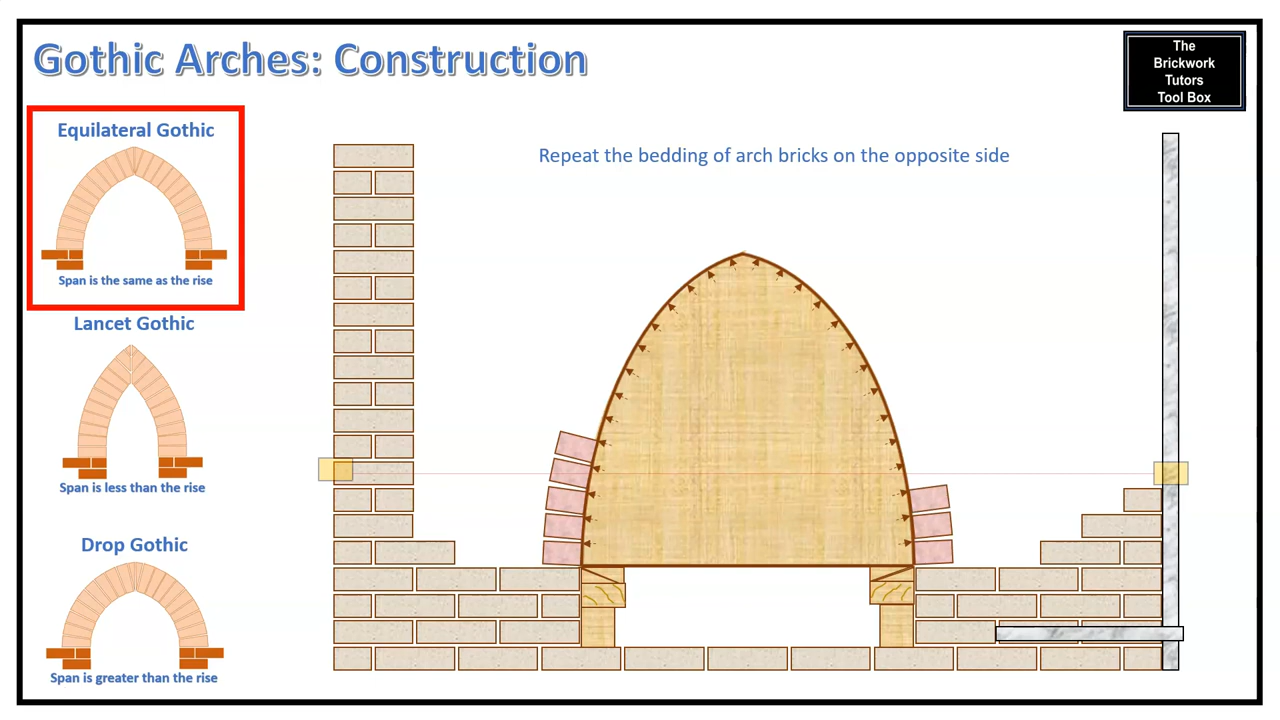 Gothic Arches: Construction
The
Brickwork
Tutors
Tool Box
Equilateral Gothic
Span is the same as the rise
Lancet Gothic
Span is less than the rise
Drop Gothic
Span is greater than the rise
Repeat the bedding of arch bricks on the opposite side